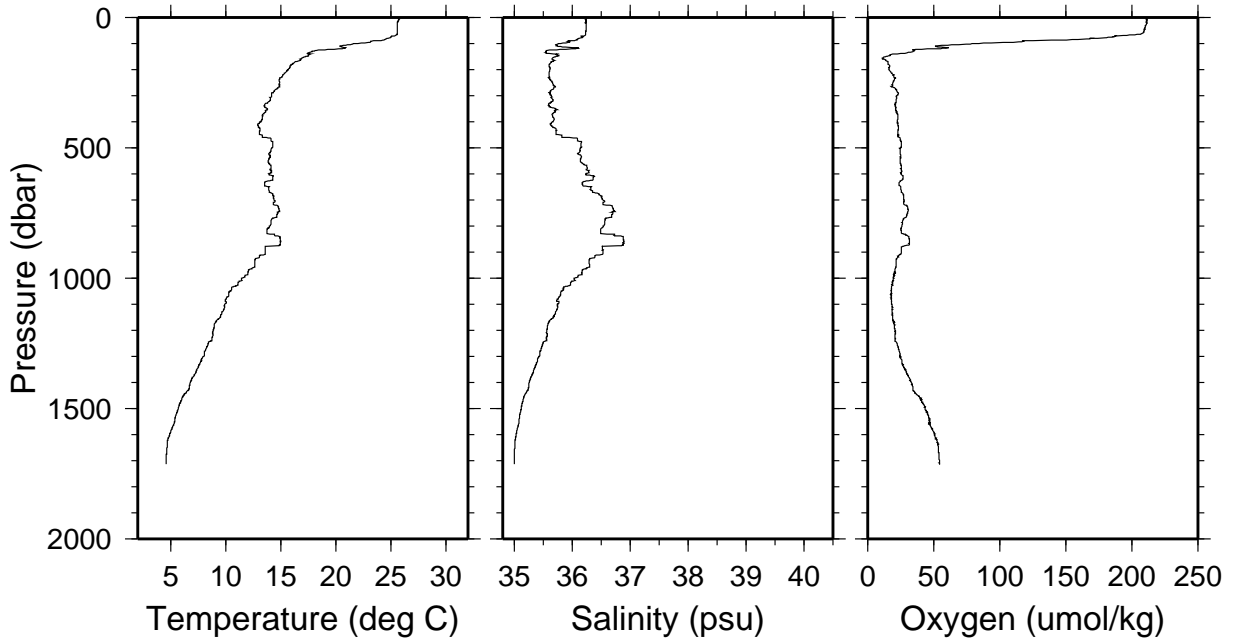 0
500
1000
1500
2000
Pressure (dbar)
5 10 15 20 25 30
Temperature (deg C)
35 36 37 38 39 40
Salinity (psu)
0 50 100 150 200 250
Oxygen (umol/kg)